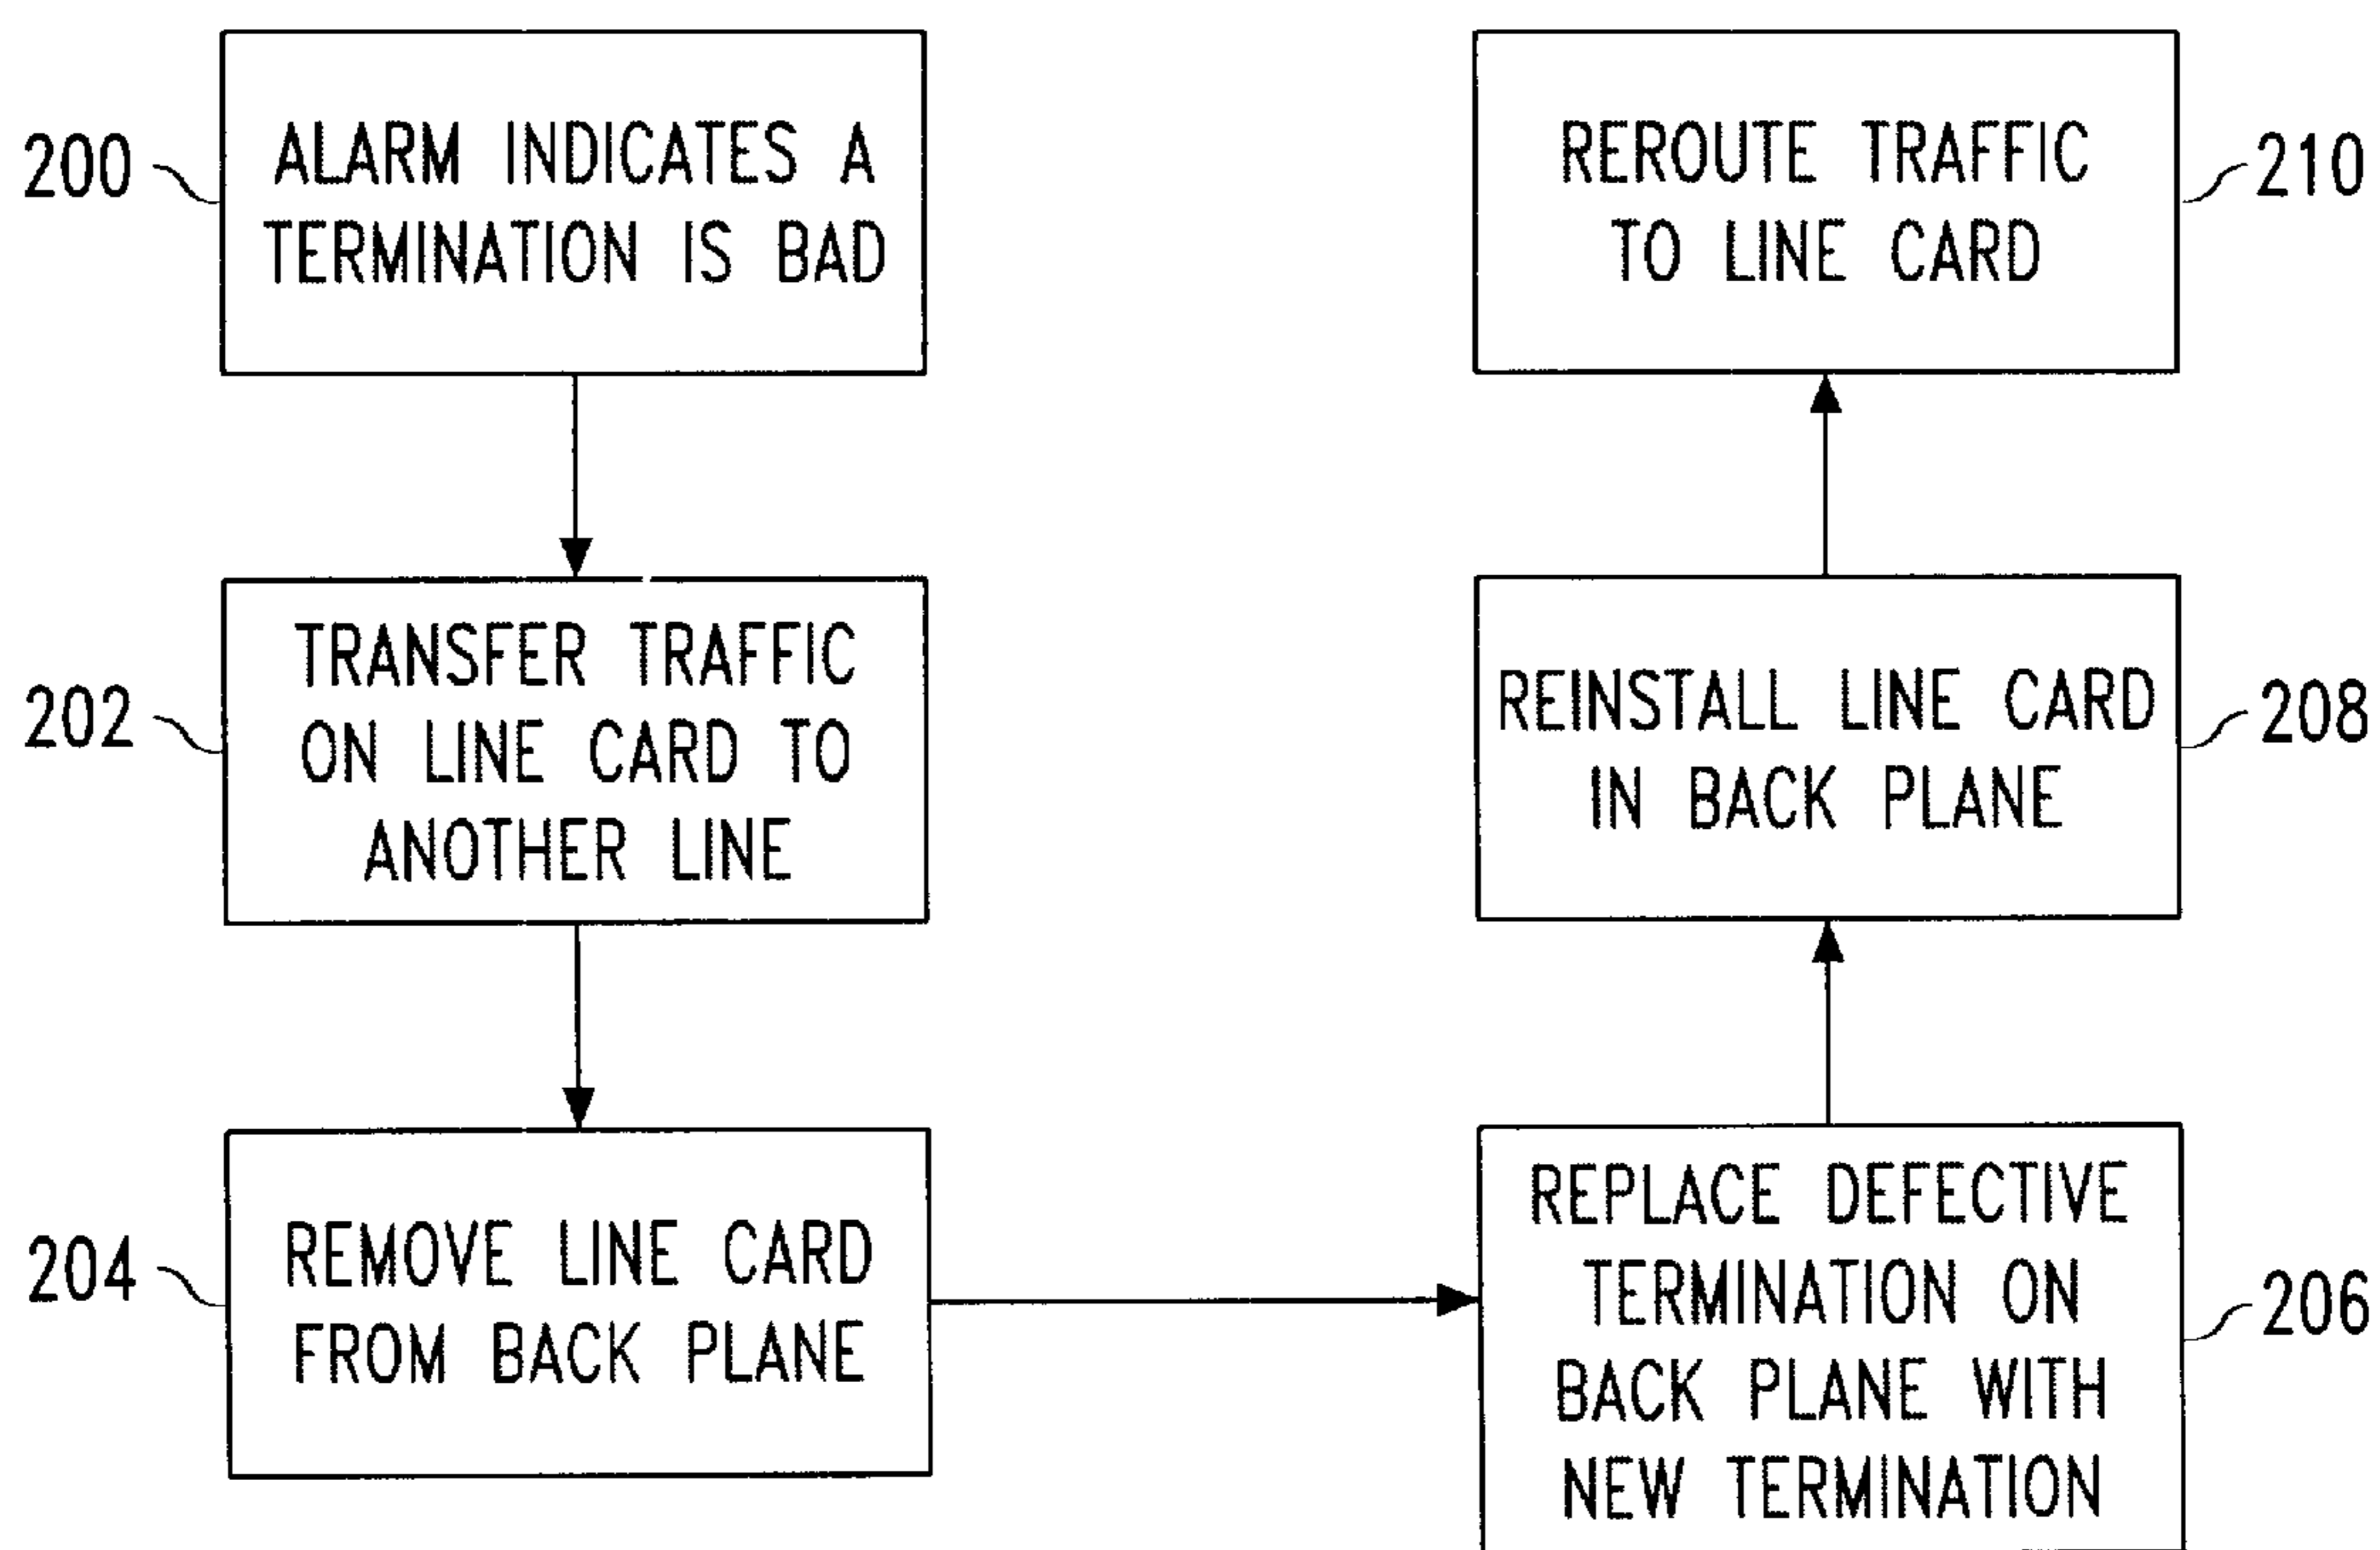 200
ALARM INDICATES A
TERMINATION IS BAD
202
TRANSFER TRAFFIC
ON LINE CARD TO
ANOTHER LINE
204
REMOVE LINE CARD
FROM BACK PLANE
REPLACE DEFECTIVE
TERMINATION ON
BACK PLANE WITH
NEW TERMINATION
206
REINSTALL LINE CARD
IN BACK PLANE
208
REROUTE TRAFFIC
TO LINE CARD
210